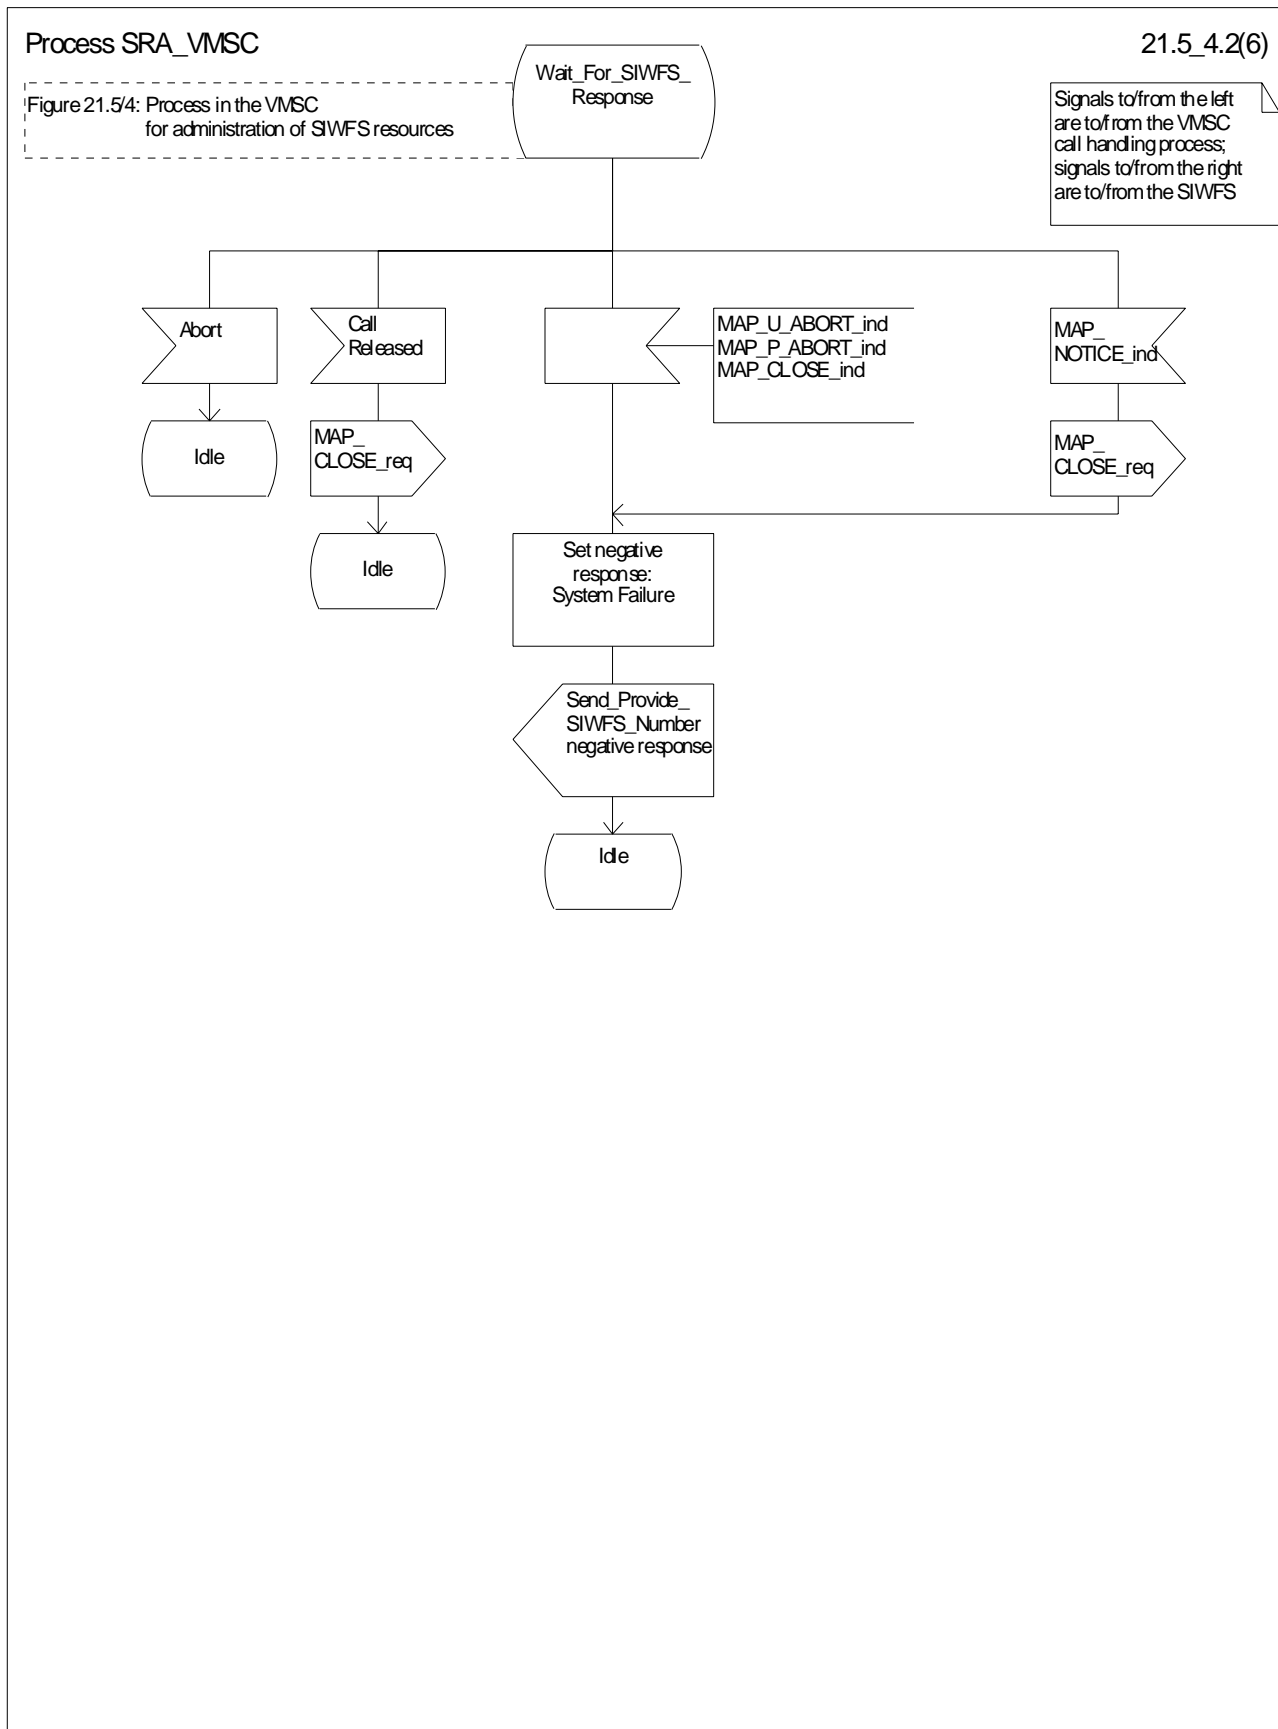 Process SRA_VMSC
21.5_4.2(6)
Figure 21.5/4: Process in the VMSC
for administration of SIWFS resources
Wait_For_SIWFS_
Response
Signals to/from the left
are to/from the VMSC
call handling process;
signals to/from the right
are to/from the SIWFS
Abort
Call
Released
MAP_U_ABORT_ind
MAP_P_ABORT_ind
MAP_CLOSE_ind
MAP_
NOTICE_ind
Idle
MAP_
CLOSE_req
MAP_
CLOSE_req
Idle
Set negative
response:
System Failure
Send_Provide_
SIWFS_Number
negative response
Idle